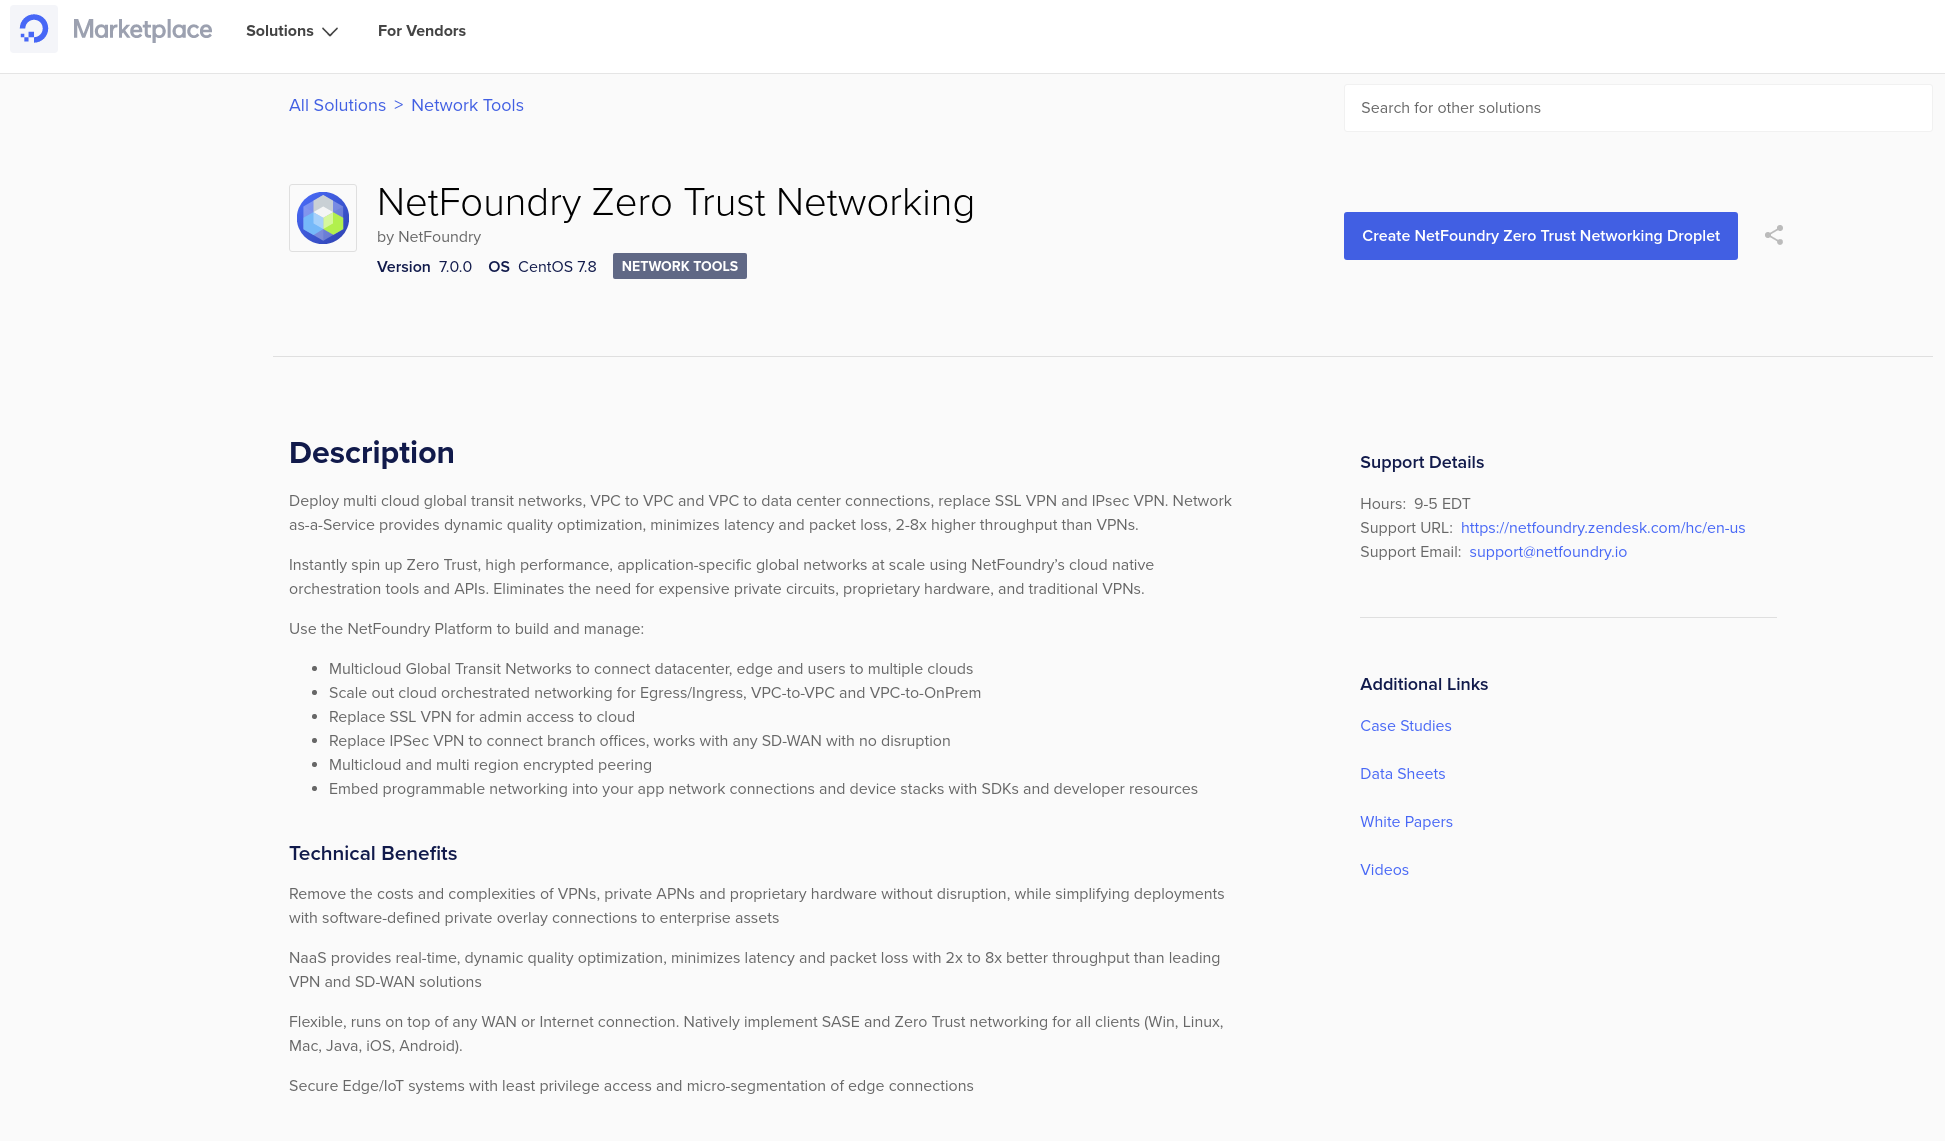 Marketplace
Solutions
For Vendors
All Solutions > Network Tools
Search for other solutions
NetFoundry Zero Trust Networking
by NetFoundry
Version 7.0.0 OS CentOS 7.8 NETWORK TOOLS
Create NetFoundry Zero Trust Networking Droplet
Description
Deploy multi cloud global transit networks, VPC to VPC and VPC to data center connections, replace SSL VPN and IPsec VPN. Network
as-a-Service provides dynamic quality optimization, minimizes latency and packet loss, 2-8x higher throughput than VPNs.
Instantly spin up Zero Trust, high performance, application-specific global networks at scale using NetFoundry’s cloud native
orchestration tools and APIs. Eliminates the need for expensive private circuits, proprietary hardware, and traditional VPNs.
Use the NetFoundry Platform to build and manage:
• Multicloud Global Transit Networks to connect datacenter, edge and users to multiple clouds
• Scale out cloud orchestrated networking for Egress/Ingress, VPC-to-VPC and VPC-to-OnPrem
• Replace SSL VPN for admin access to cloud
• Replace IPSec VPN to connect branch offices, works with any SD-WAN with no disruption
• Multicloud and multi region encrypted peering
• Embed programmable networking into your app network connections and device stacks with SDKs and developer resources
Technical Benefits
Remove the costs and complexities of VPNs, private APNs and proprietary hardware without disruption, while simplifying deployments
with software-defined private overlay connections to enterprise assets
NaaS provides real-time, dynamic quality optimization, minimizes latency and packet loss with 2x to 8x better throughput than leading
VPN and SD-WAN solutions
Flexible, runs on top of any WAN or Internet connection. Natively implement SASE and Zero Trust networking for all clients (Win, Linux,
Mac, Java, iOS, Android).
Secure Edge/IoT systems with least privilege access and micro-segmentation of edge connections
Support Details
Hours: 9-5 EDT
Support URL: https://netfoundry.zendesk.com/hc/en-us
Support Email: support@netfoundry.io
Additional Links
Case Studies
Data Sheets
White Papers
Videos